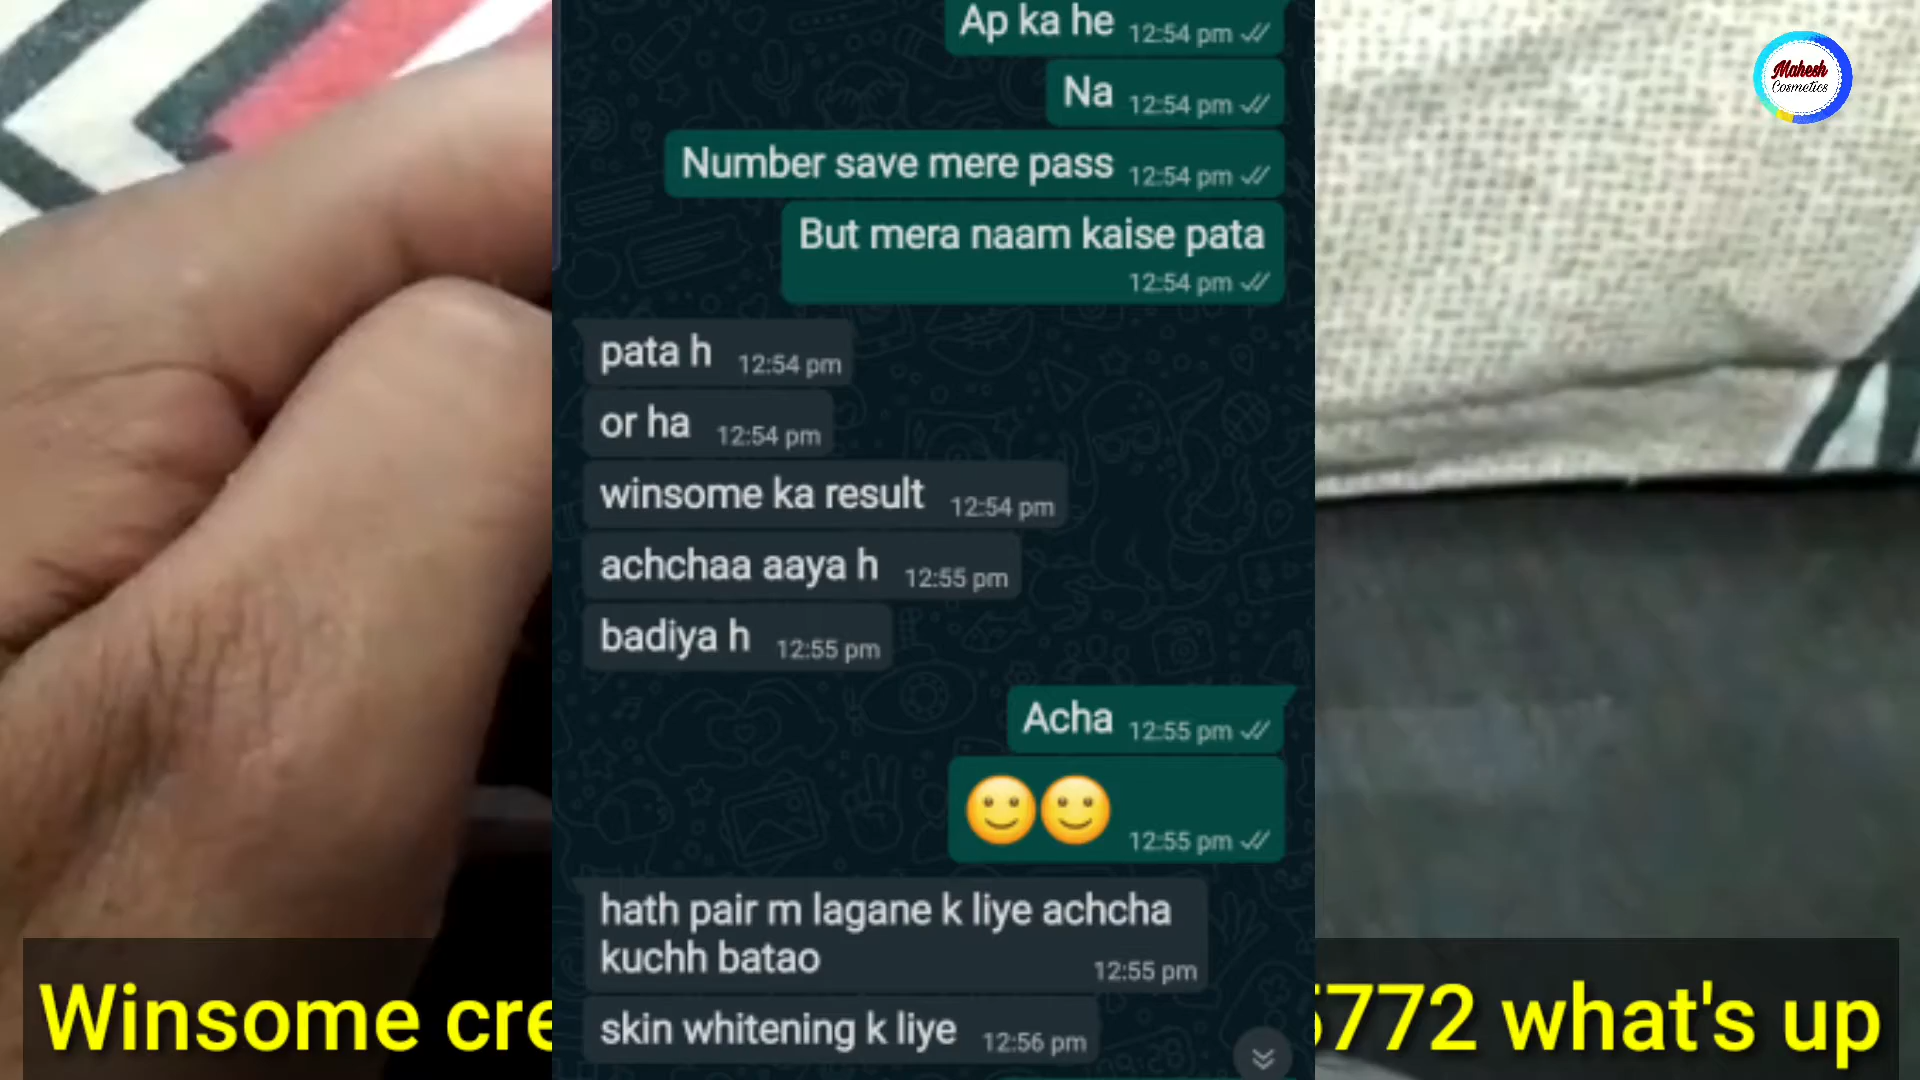 Ap ka he 12:54 pm
Mahesh
Cosmetics
Na 12:54 pm
Number save mere pass 12:54 pm
But mera naam kaise pata
12:54 pm
pata h 12:54 pm
or ha 12:54 pm
winsome ka result 12:54 pm
achchaa aaya h 12:55 pm
badiya h 12:55 pm
Acha 12:55 pm
🙂🙂 12:55 pm
hath pair m lagane k liye achcha
kuchh batao 12:55 pm
skin whitening k liye 12:56 pm
Winsome cre 5772 what's up